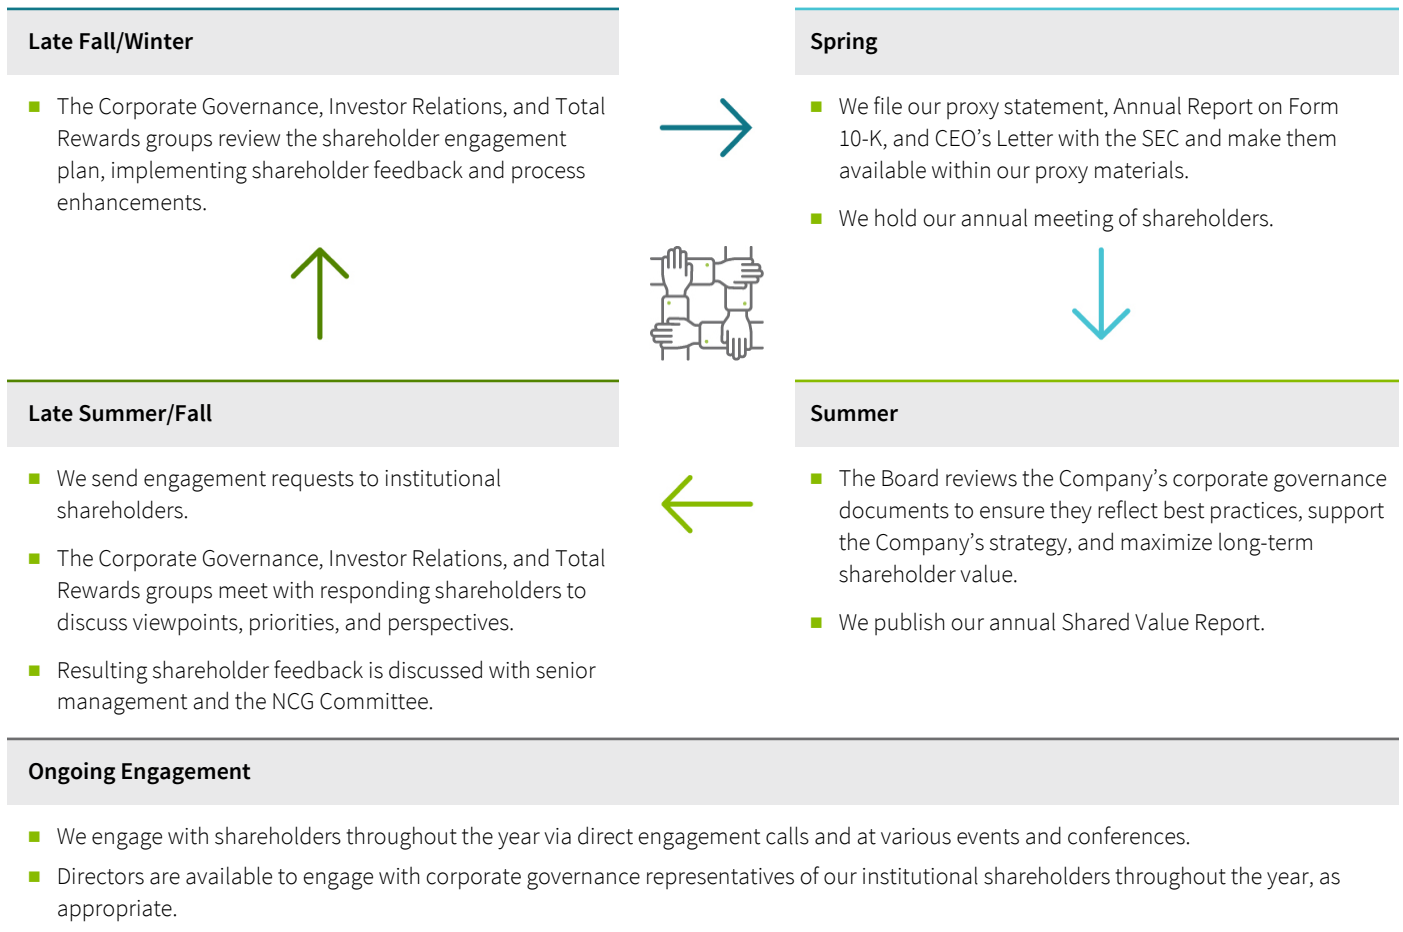 Late Fall/Winter
■ The Corporate Governance, Investor Relations, and Total
Rewards groups review the shareholder engagement
plan, implementing shareholder feedback and process
enhancements.
Spring
■ We file our proxy statement, Annual Report on Form
10-K, and CEO’s Letter with the SEC and make them
available within our proxy materials.
■ We hold our annual meeting of shareholders.
Late Summer/Fall
■ We send engagement requests to institutional
shareholders.
■ The Corporate Governance, Investor Relations, and Total
Rewards groups meet with responding shareholders to
discuss viewpoints, priorities, and perspectives.
■ Resulting shareholder feedback is discussed with senior
management and the NCG Committee.
Summer
■ The Board reviews the Company’s corporate governance
documents to ensure they reflect best practices, support
the Company’s strategy, and maximize long-term
shareholder value.
■ We publish our annual Shared Value Report.
Ongoing Engagement
■ We engage with shareholders throughout the year via direct engagement calls and at various events and conferences.
■ Directors are available to engage with corporate governance representatives of our institutional shareholders throughout the year, as
appropriate.